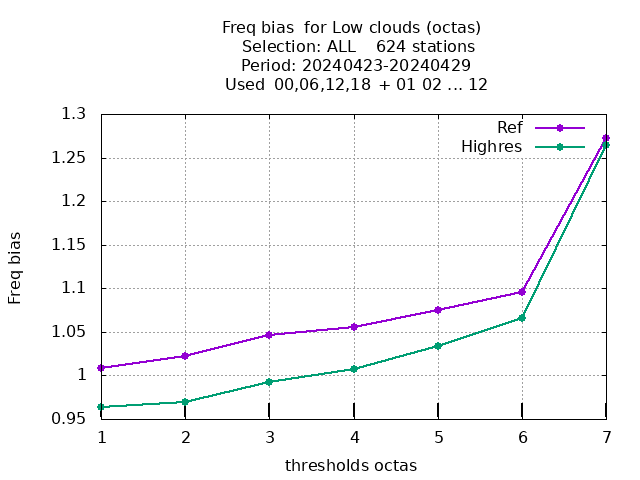 Freq bias  for Low clouds (octas)
Selection: ALL    624 stations
Period: 20240423-20240429
Used  00,06,12,18 + 01 02 ... 12
1.3
Ref
Highres
1.25
1.2
1.15
1.1
1.05
1
0.95
Freq bias
1 2 3 4 5 6 7
thresholds octas